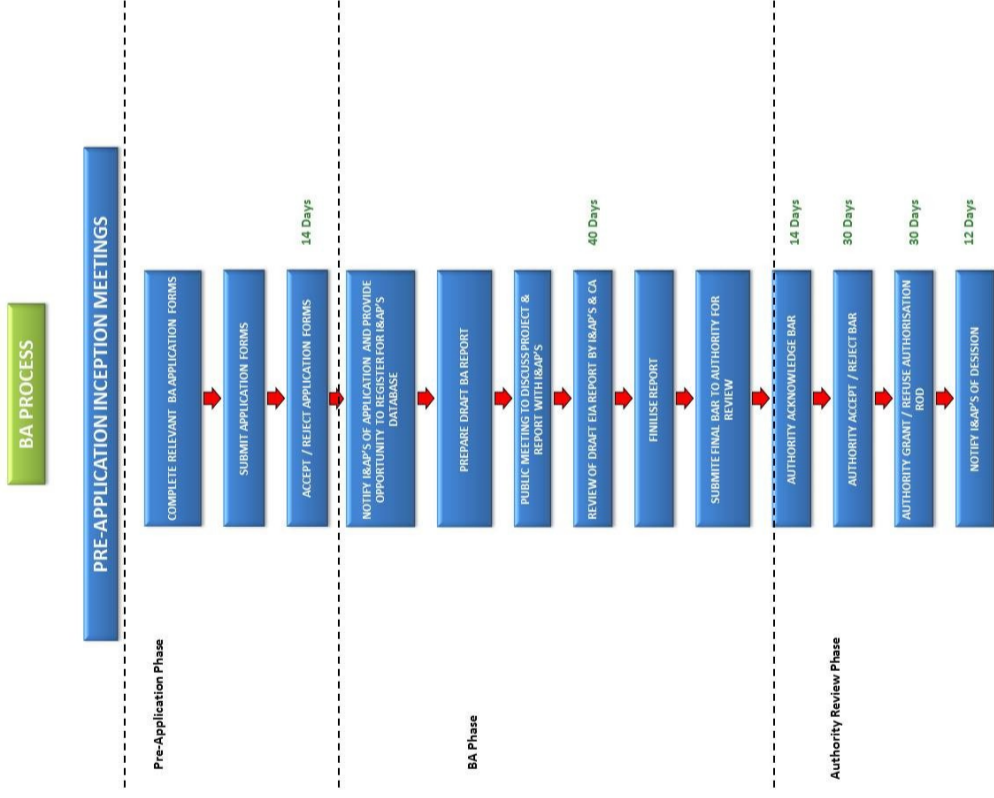 BA PROCESS
PRE-APPLICATION INCEPTION MEETINGS
Pre-Application Phase
COMPLETE RELEVANT BA APPLICATION FORMS
SUBMIT APPLICATION FORMS
ACCEPT / REJECT APPLICATION FORMS
14 Days
BA Phase
NOTIFY I&AP'S OF APPLICATION AND PROVIDE
OPPORTUNITY TO REGISTER FOR I&AP'S
DATABASE
PREPARE DRAFT BA REPORT
PUBLIC MEETING TO DISCUSS PROJECT &
REPORT WITH I&AP'S
REVIEW OF DRAFT EIA REPORT BY I&AP'S & CA
40 Days
FINILISE REPORT
SUBMITE FINAL BAR TO AUTHORITY FOR
REVIEW
Authority Review Phase
AUTHORITY ACKNOWLEDGE BAR
14 Days
AUTHORITY ACCEPT / REJECT BAR
30 Days
AUTHORITY GRANT / REFUSE AUTHORISATION
ROD
30 Days
NOTIFY I&AP'S OF DESISION
12 Days